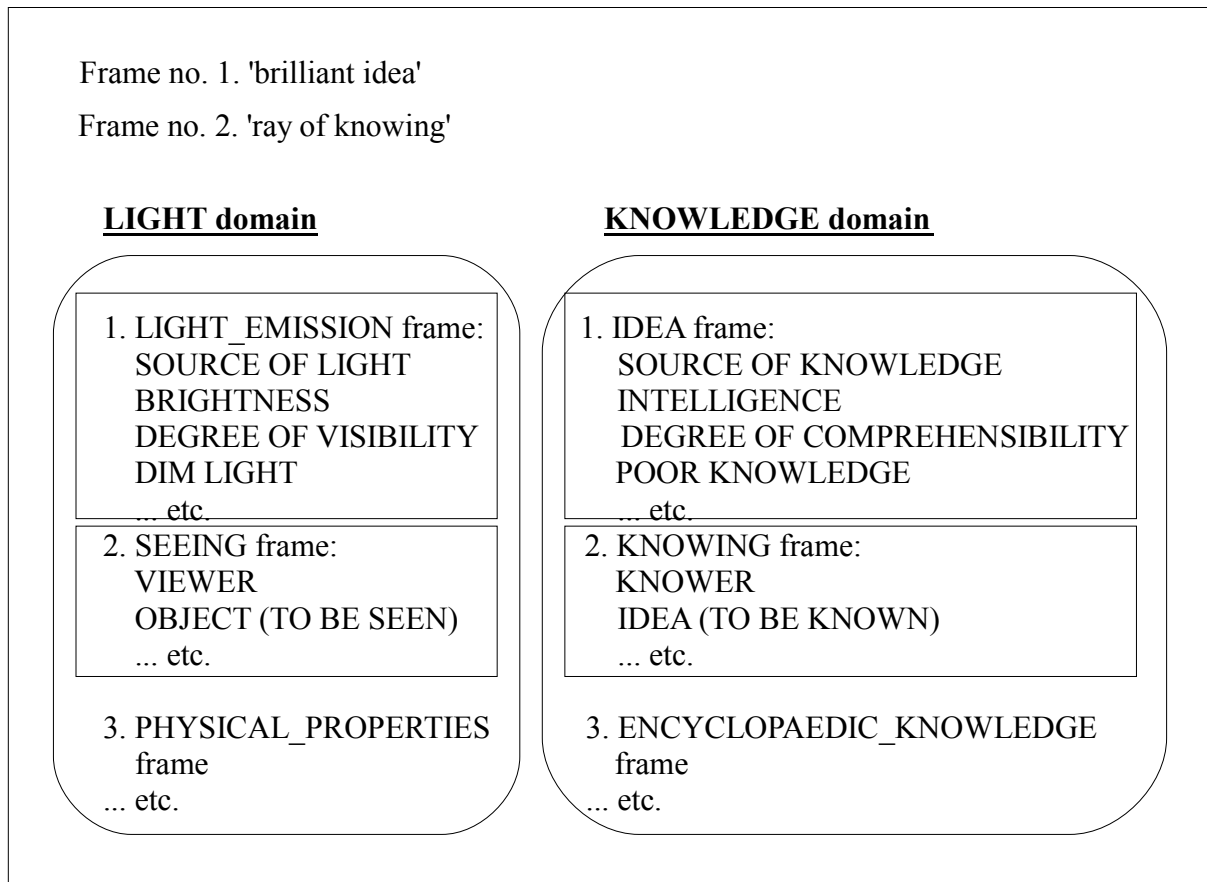 Frame no. 1. 'brilliant idea'
Frame no. 2. 'ray of knowing'
LIGHT domain
1. LIGHT_EMISSION frame:
SOURCE OF LIGHT
BRIGHTNESS
DEGREE OF VISIBILITY
DIM LIGHT
... etc.
2. SEEING frame:
VIEWER
OBJECT (TO BE SEEN)
... etc.
3. PHYSICAL_PROPERTIES
frame
... etc.
KNOWLEDGE domain
1. IDEA frame:
SOURCE OF KNOWLEDGE
INTELLIGENCE
DEGREE OF COMPREHENSIBILITY
POOR KNOWLEDGE
... etc.
2. KNOWING frame:
KNOWER
IDEA (TO BE KNOWN)
... etc.
3. ENCYCLOPAEDIC_KNOWLEDGE
frame
... etc.